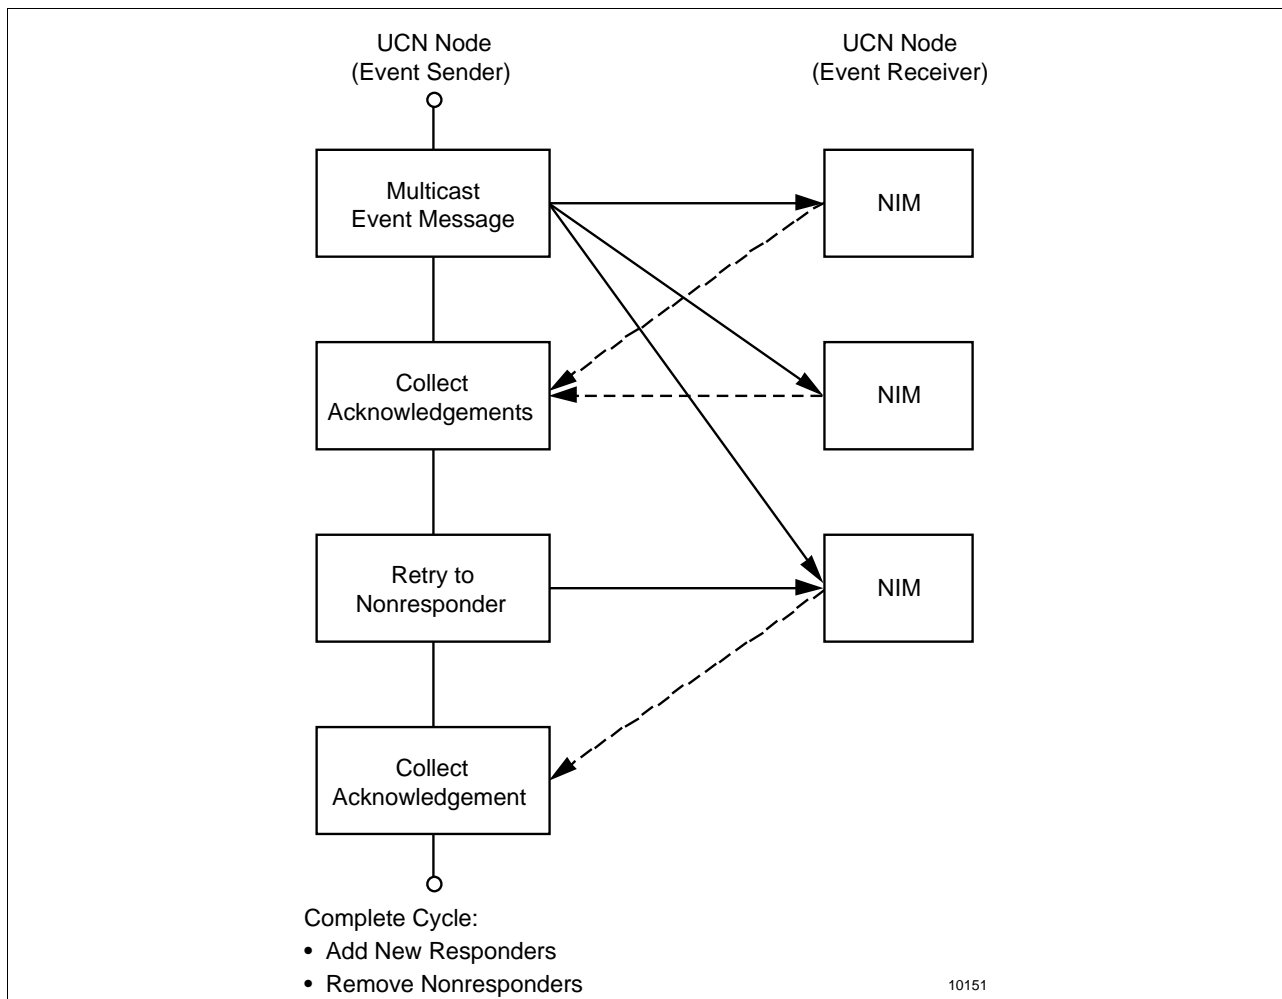 UCN Node
(Event Sender)
UCN Node
(Event Receiver)
Multicast
Event Message
NIM
Collect
Acknowledgements
NIM
Retry to
Nonresponder
NIM
Collect
Acknowledgement
Complete Cycle:
• Add New Responders
• Remove Nonresponders
10151